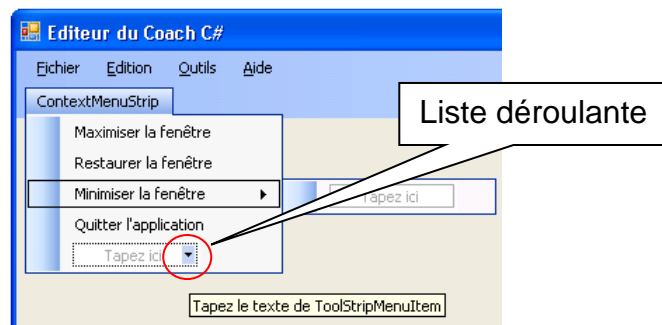 Editeur du Coach C#
Fichier Edition Outils Aide
ContextMenuStrip
Liste déroulante
Maximiser la fenêtre
Restaurer la fenêtre
Minimiser la fenêtre
Tapez ici
Quitter l'application
Tapez ici
Tapez le texte de ToolStripMenuItem